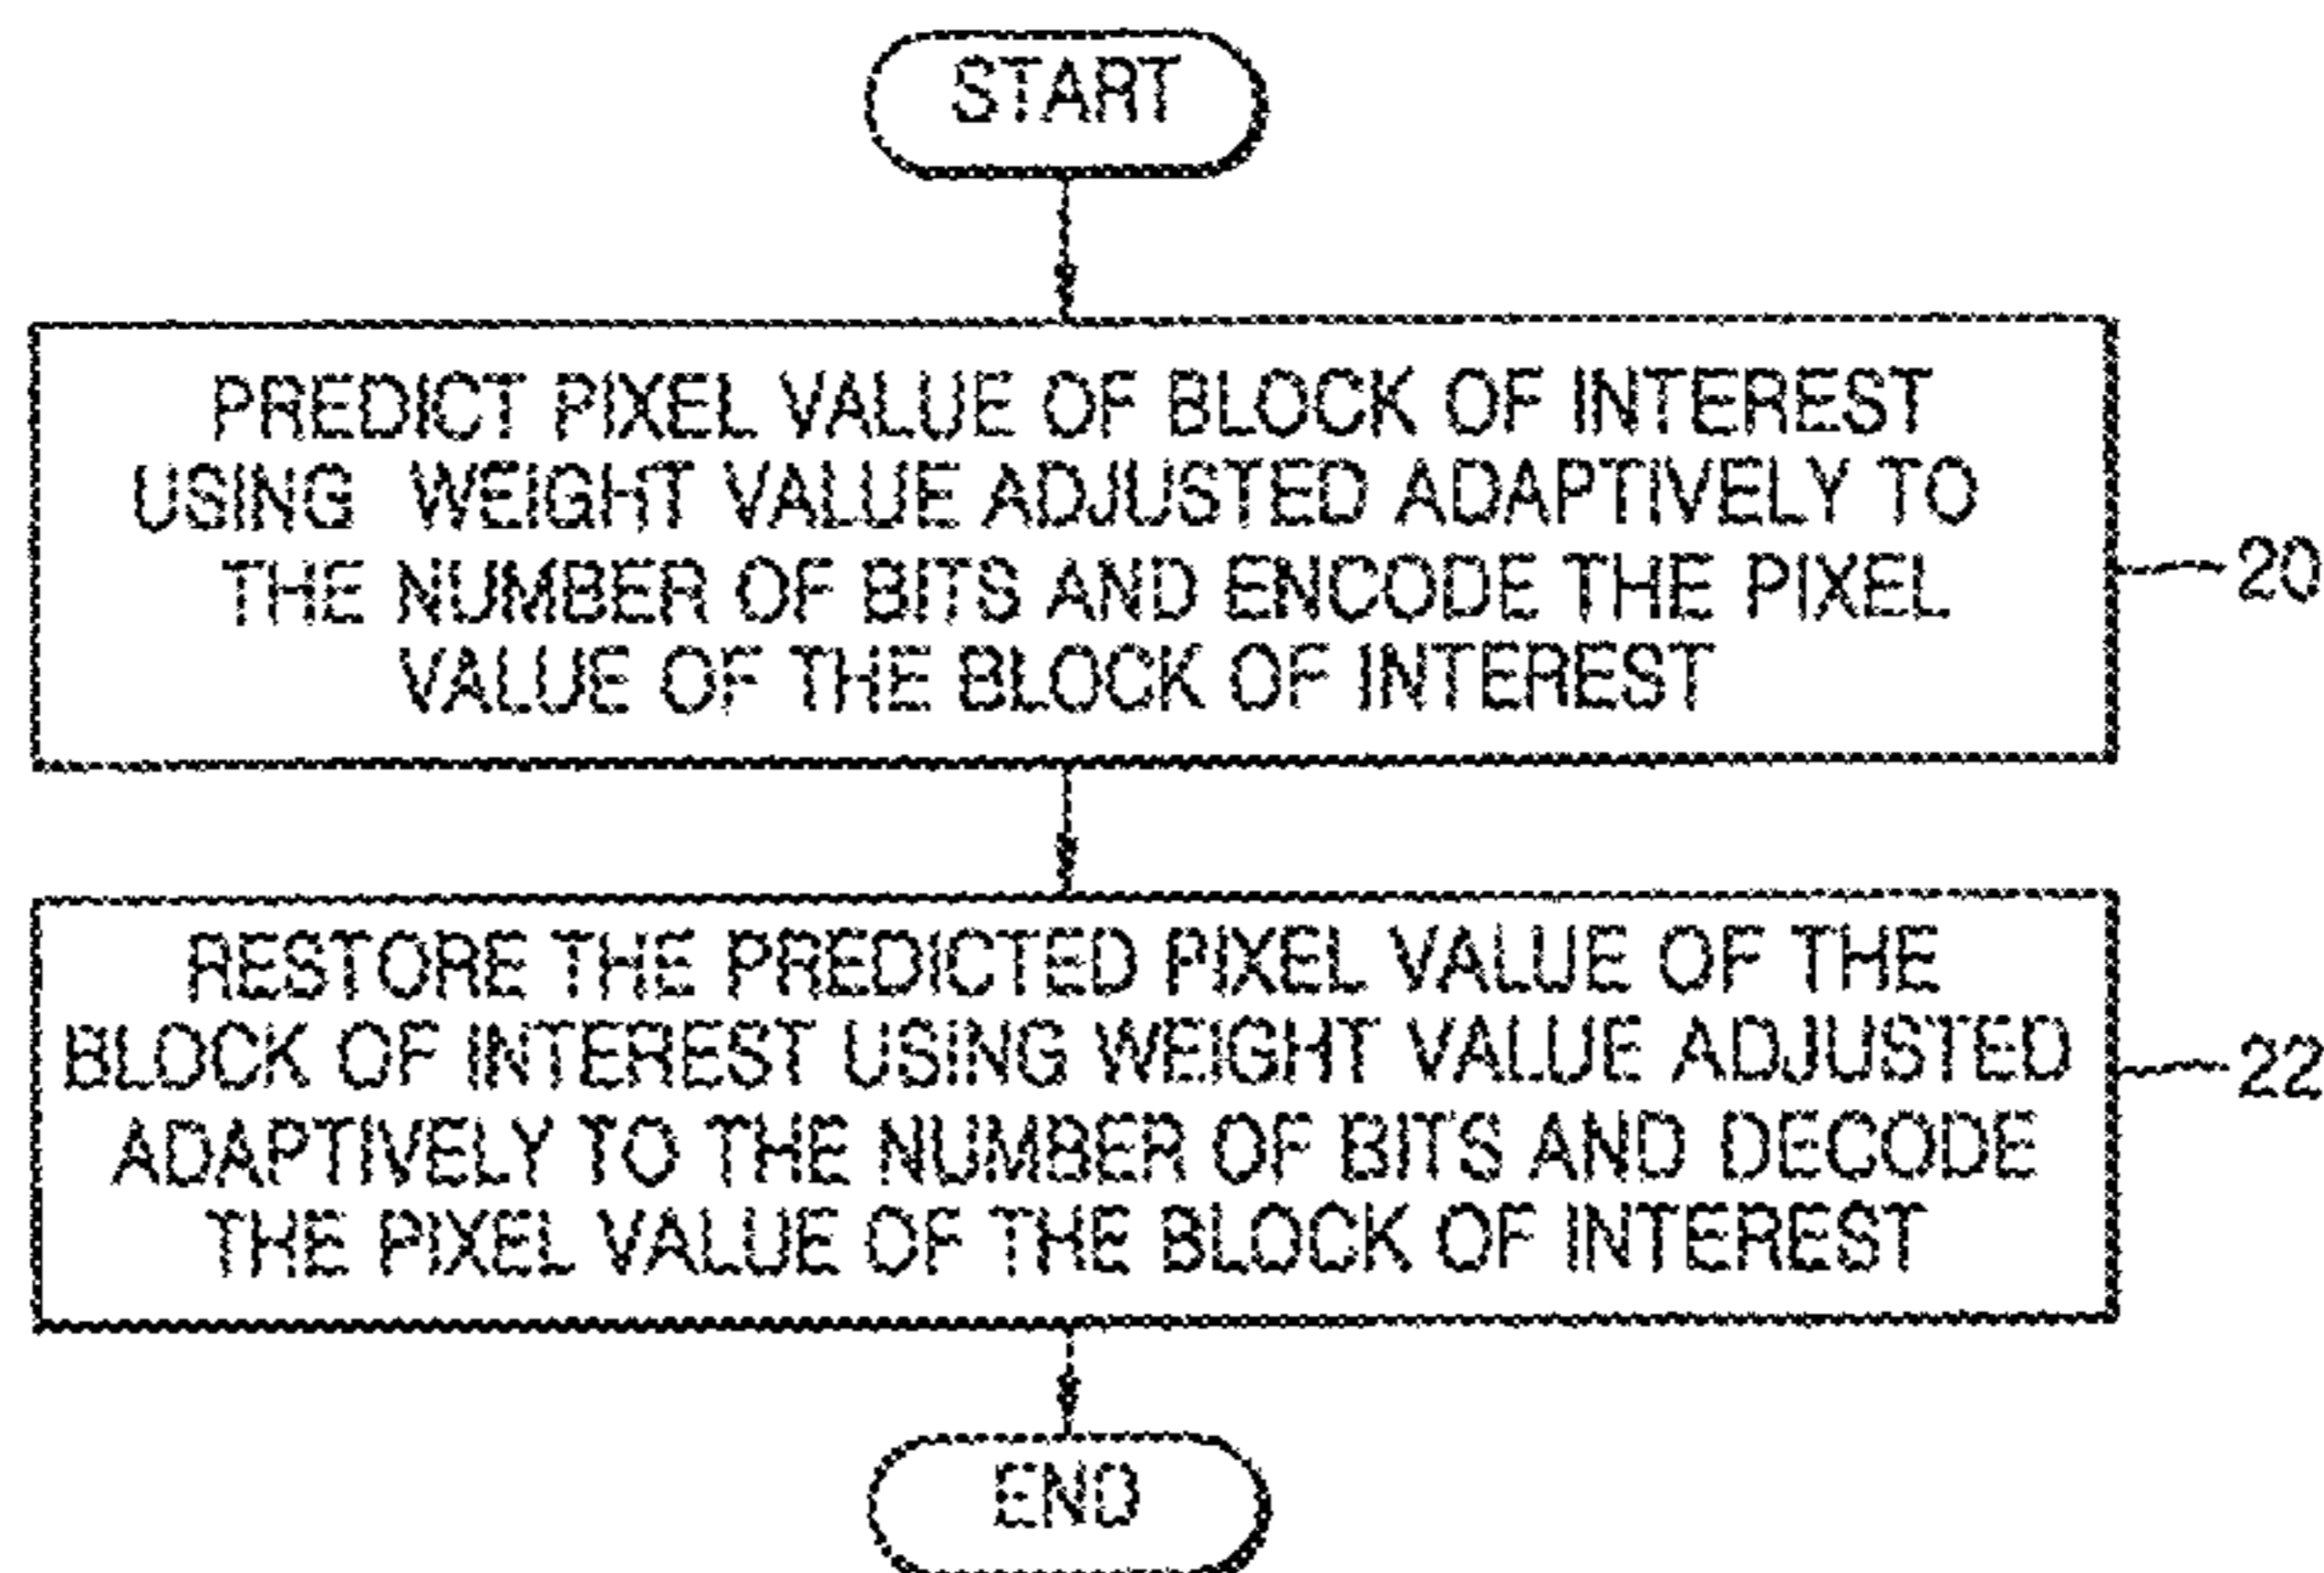 START
PREDICT PIXEL VALUE OF BLOCK OF INTEREST
USING WEIGHT VALUE ADJUSTED ADAPTIVELY TO
THE NUMBER OF BITS AND ENCODE THE PIXEL
VALUE OF THE BLOCK OF INTEREST
20
RESTORE THE PREDICTED PIXEL VALUE OF THE
BLOCK OF INTEREST USING WEIGHT VALUE ADJUSTED
ADAPTIVELY TO THE NUMBER OF BITS AND DECODE
THE PIXEL VALUE OF THE BLOCK OF INTEREST
22
END